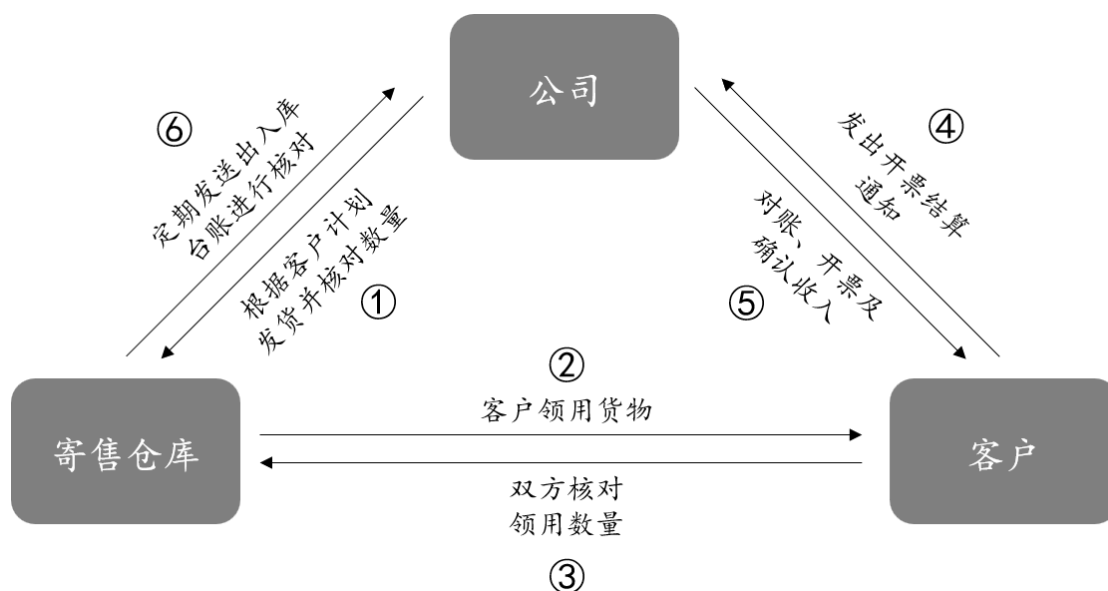 公司
⑥
定期发送出入库
台账进行核对
根据客户计划
发货并核对数量
①
④
发出开票结算
通知
对账、开票及
确认收入
⑤
②
客户领用货物
寄售仓库
客户
双方核对
领用数量
③